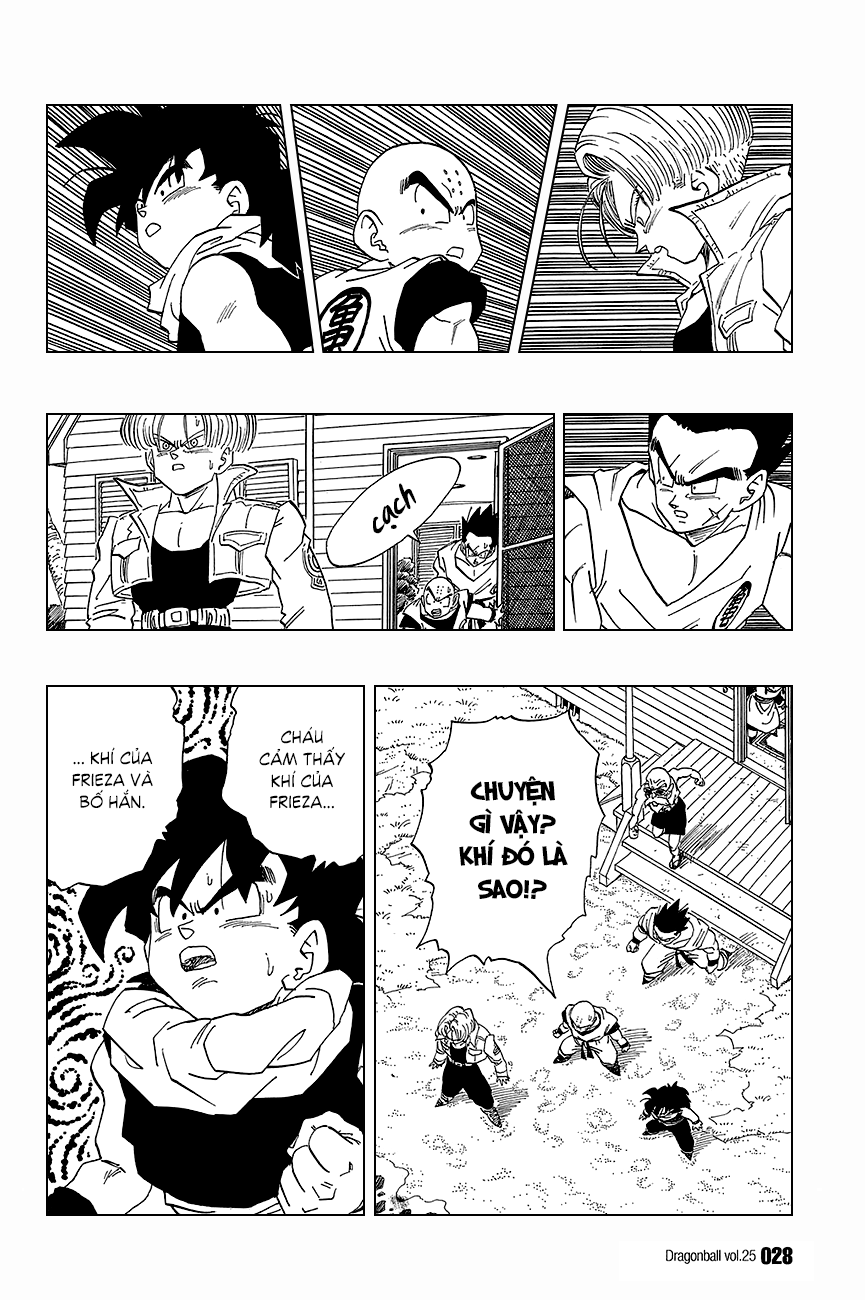 cạch
CHUYỆN
GÌ VẬY?
KHÍ ĐÓ LÀ
SAO!?
CHÁU
CẢM THẤY
KHÍ CỦA
FRIEZA...
... KHÍ CỦA
FRIEZA VÀ
BỐ HẮN.
Dragonball vol.25 028